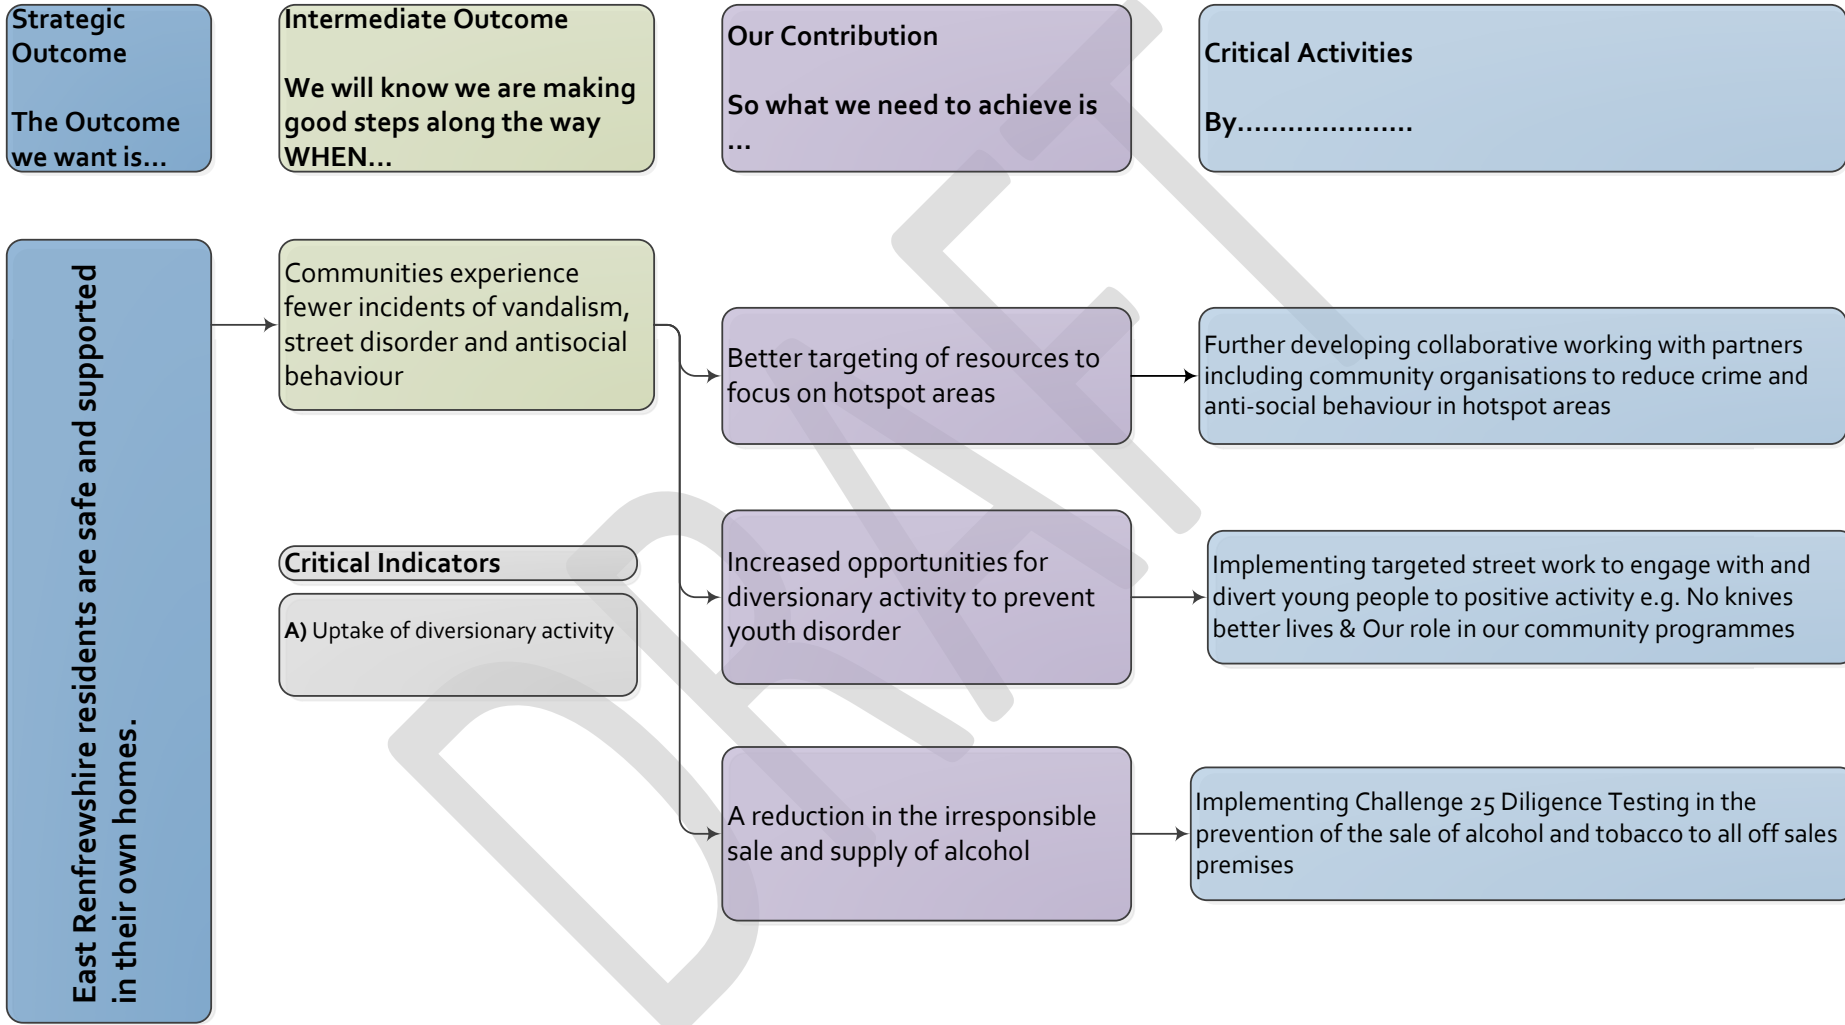 Strategic
Outcome
The Outcome
we want is...
Intermediate Outcome
We will know we are making
good steps along the way
WHEN...
Our Contribution
So what we need to achieve is
...
Critical Activities
By.....................
East Renfrewshire residents are safe and supported
in their own homes.
Communities experience
fewer incidents of vandalism,
street disorder and antisocial
behaviour
Critical Indicators
A) Uptake of diversionary activity
Better targeting of resources to
focus on hotspot areas
Further developing collaborative working with partners
including community organisations to reduce crime and
anti-social behaviour in hotspot areas
Increased opportunities for
diversionary activity to prevent
youth disorder
Implementing targeted street work to engage with and
divert young people to positive activity e.g. No knives
better lives & Our role in our community programmes
A reduction in the irresponsible
sale and supply of alcohol
Implementing Challenge 25 Diligence Testing in the
prevention of the sale of alcohol and tobacco to all off sales
premises
DRAFT